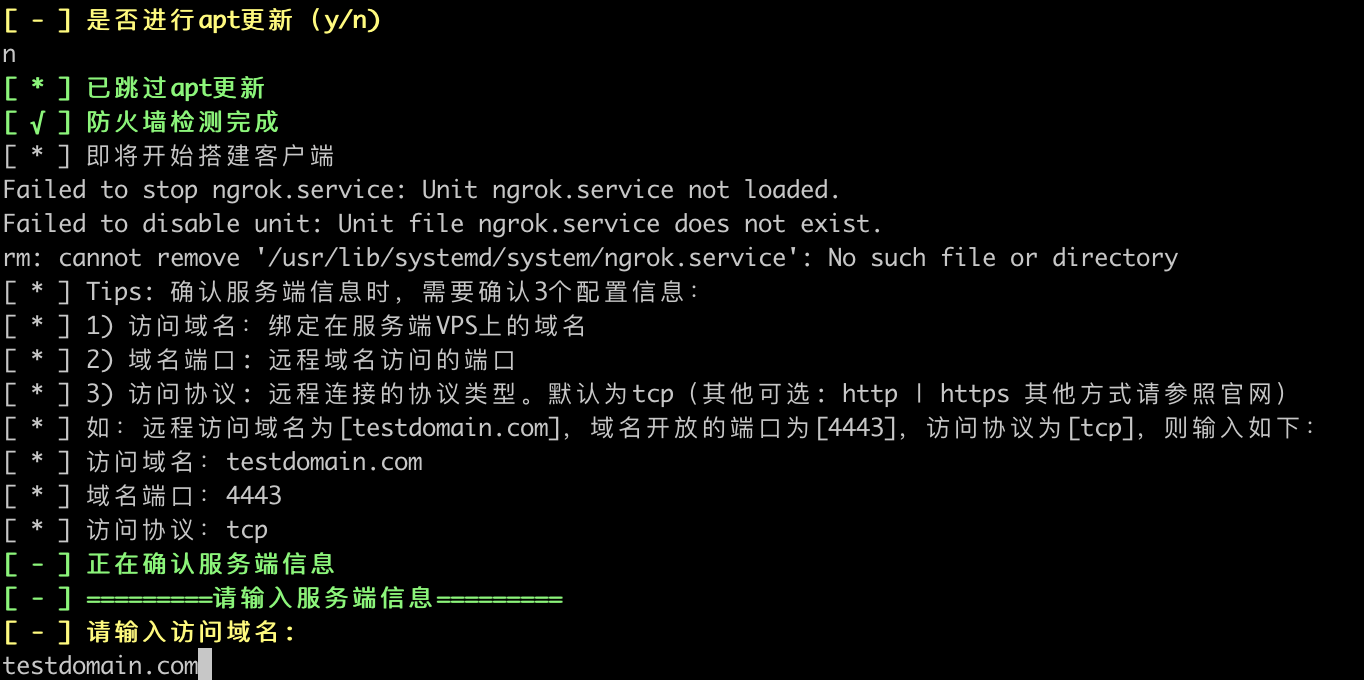 [ - ] 是否进行apt更新（y/n）
n
[ * ] 已跳过apt更新
[ √ ] 防火墙检测完成
[ * ] 即将开始搭建客户端
Failed to stop ngrok.service: Unit ngrok.service not loaded.
Failed to disable unit: Unit file ngrok.service does not exist.
rm: cannot remove '/usr/lib/systemd/system/ngrok.service': No such file or directory
[ * ] Tips: 确认服务端信息时，需要确认3个配置信息：
[ * ] 1) 访问域名：绑定在服务端VPS上的域名
[ * ] 2) 域名端口：远程域名访问的端口
[ * ] 3) 访问协议：远程连接的协议类型。默认为tcp（其他可选：http | https 其他方式请参照官网）
[ * ] 如：远程访问域名为[testdomain.com]，域名开放的端口为[4443]，访问协议为[tcp]，则输入如下：
[ * ] 访问域名：testdomain.com
[ * ] 域名端口：4443
[ * ] 访问协议：tcp
[ - ] 正在确认服务端信息
[ - ] =========请输入服务端信息=========
[ - ] 请输入访问域名：
testdomain.com